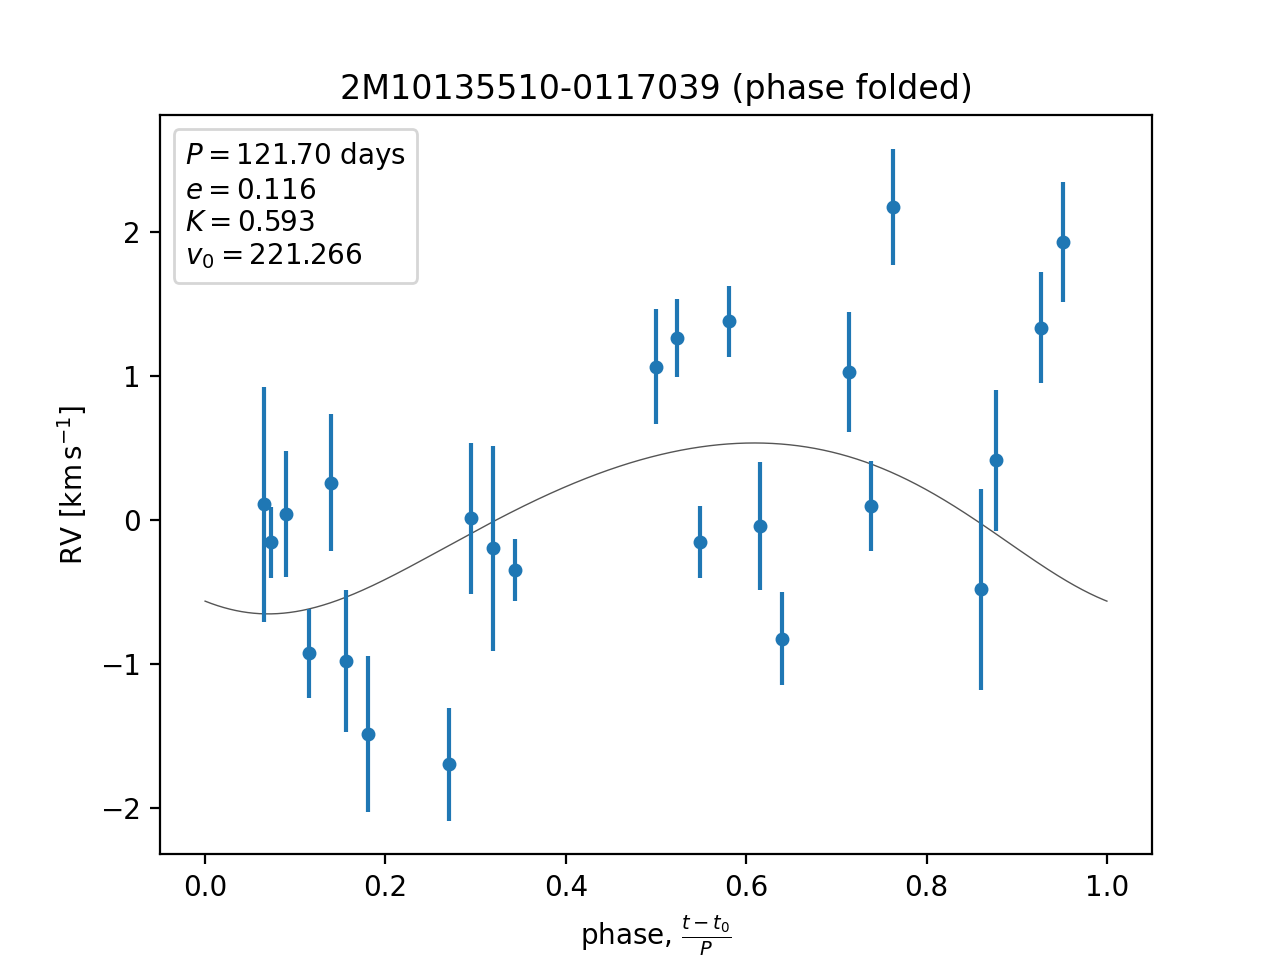 2M10135510-0117039 (phase folded)
P = 121.70 days
e = 0.116
K = 0.593
v₀ = 221.266
RV [km s⁻¹]
2
1
0
−1
−2
0.0 0.2 0.4 0.6 0.8 1.0
phase, (t − t₀)/P